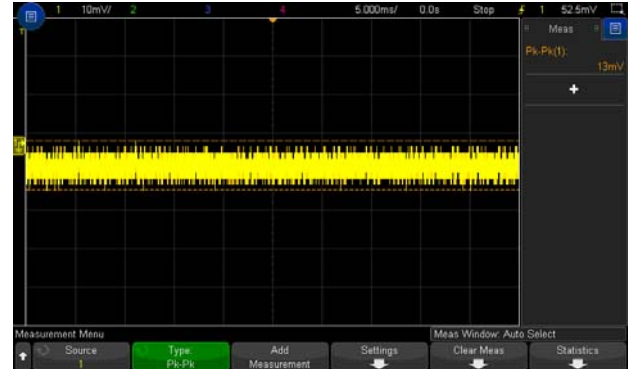 1 10mV/ 2 3 4 5.000ms/ 0.0s Stop 1 52.5mV
Meas
Pk-Pk(1):
13mV
Measurement Menu
Meas Window: Auto Select
Source
1
Type:
Pk-Pk
Add
Measurement
Settings
Clear Meas
Statistics